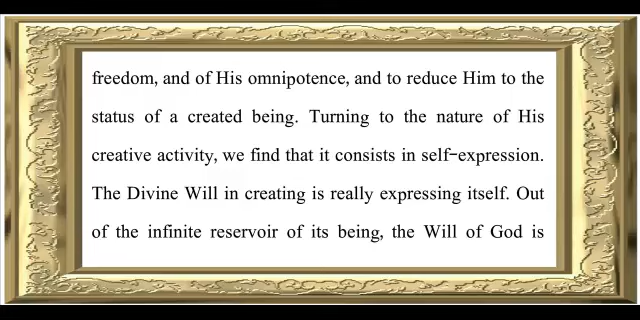 freedom, and of His omnipotence, and to reduce Him to the
status of a created being. Turning to the nature of His
creative activity, we find that it consists in self-expression.
The Divine Will in creating is really expressing itself. Out
of the infinite reservoir of its being, the Will of God is